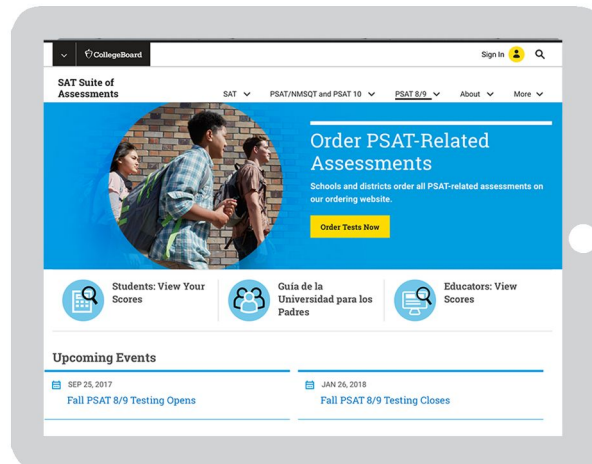 CollegeBoard
Sign In
SAT Suite of
Assessments
SAT
PSAT/NMSQT and PSAT 10
PSAT 8/9
About
More
Order PSAT-Related
Assessments
Schools and districts order all PSAT-related assessments on
our ordering website.
Order Tests Now
Students: View Your
Scores
Guía de la
Universidad para los
Padres
Educators: View
Scores
Upcoming Events
SEP 25, 2017
Fall PSAT 8/9 Testing Opens
JAN 26, 2018
Fall PSAT 8/9 Testing Closes